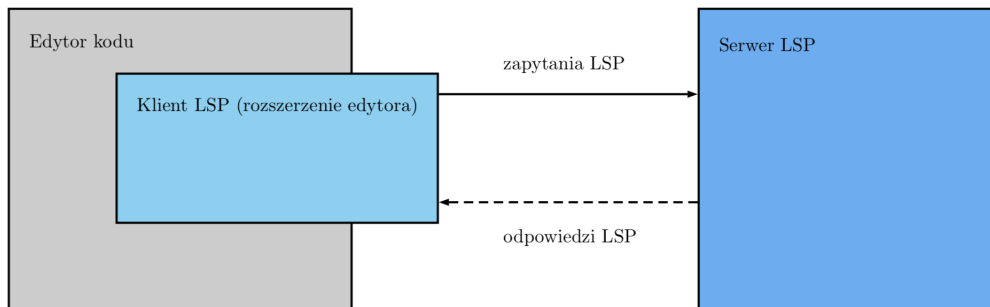 Edytor kodu
Serwer LSP
zapytania LSP
Klient LSP (rozszerzenie edytora)
odpowiedzi LSP